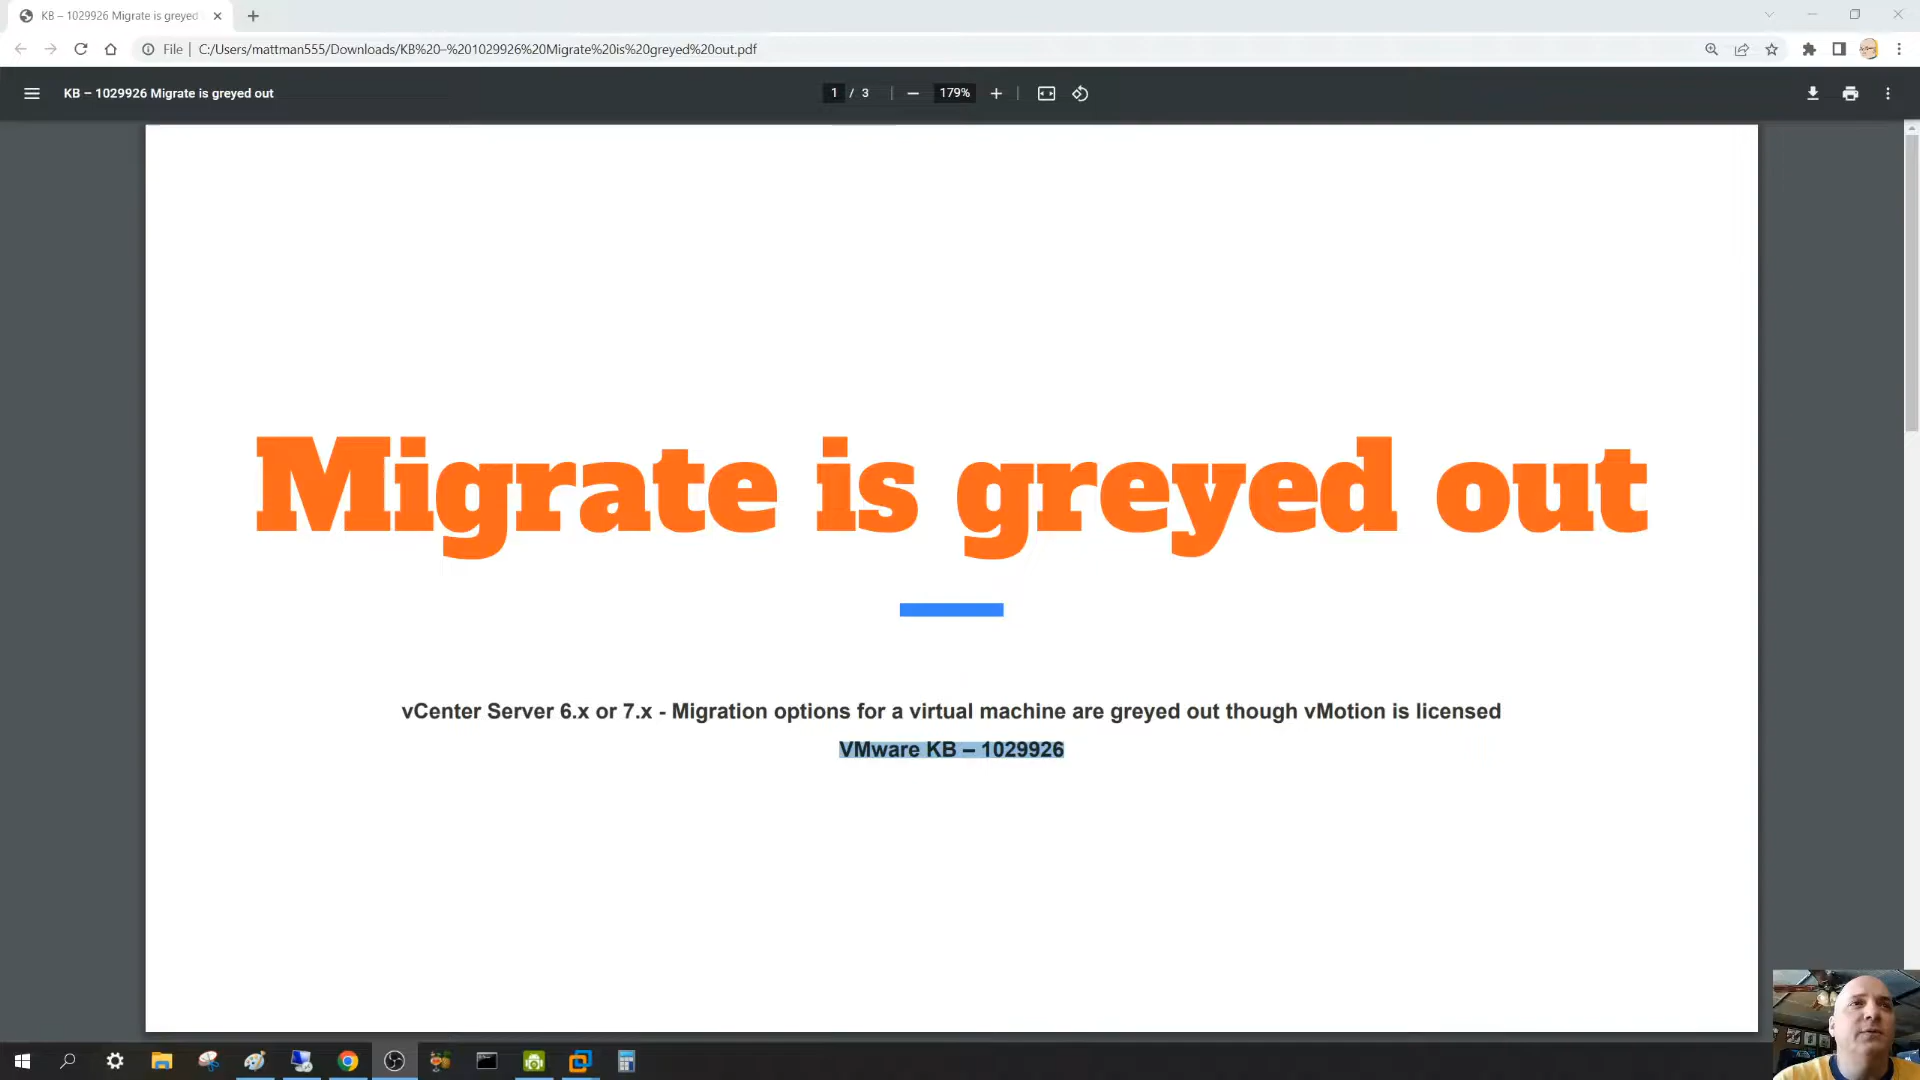 KB – 1029926 Migrate is greyed
File
C:/Users/mattman555/Downloads/KB%20–%201029926%20Migrate%20is%20greyed%20out.pdf
KB – 1029926 Migrate is greyed out
1 / 3
179%
Migrate is greyed out
vCenter Server 6.x or 7.x - Migration options for a virtual machine are greyed out though vMotion is licensed
VMware KB – 1029926